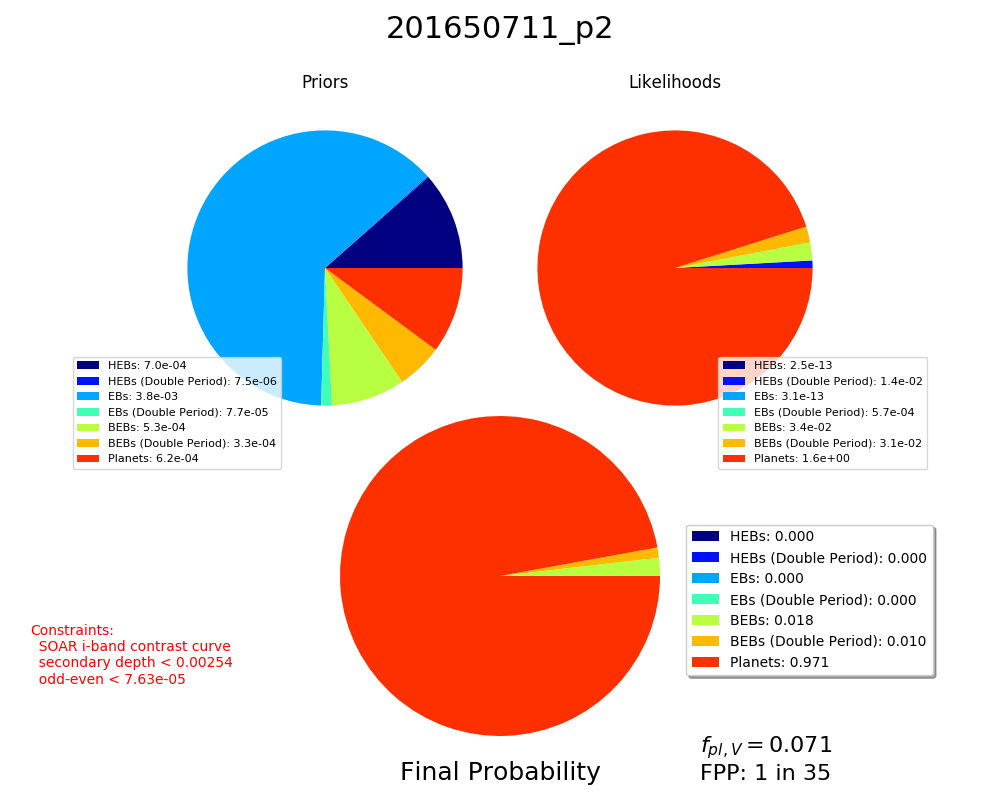 201650711_p2
Priors
Likelihoods
HEBs: 7.0e-04
HEBs (Double Period): 7.5e-06
EBs: 3.8e-03
EBs (Double Period): 7.7e-05
BEBs: 5.3e-04
BEBs (Double Period): 3.3e-04
Planets: 6.2e-04
HEBs: 2.5e-13
HEBs (Double Period): 1.4e-02
EBs: 3.1e-13
EBs (Double Period): 5.7e-04
BEBs: 3.4e-02
BEBs (Double Period): 3.1e-02
Planets: 1.6e+00
HEBs: 0.000
HEBs (Double Period): 0.000
EBs: 0.000
EBs (Double Period): 0.000
BEBs: 0.018
BEBs (Double Period): 0.010
Planets: 0.971
Constraints:
SOAR i-band contrast curve
secondary depth < 0.00254
odd-even < 7.63e-05
f_{pl, V} = 0.071
FPP: 1 in 35
Final Probability